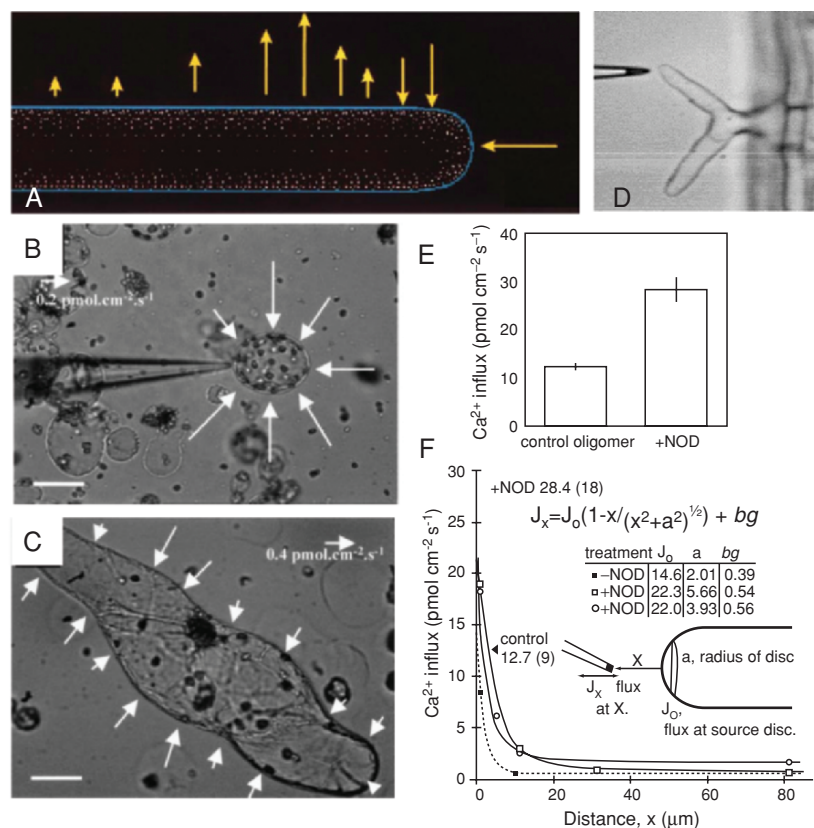 A
D
B
0.2 pmol.cm⁻².s⁻¹
C
0.4 pmol.cm⁻².s⁻¹
E
Ca²⁺ influx (pmol cm⁻² s⁻¹)
40
30
20
10
0
control oligomer
+NOD
F
Ca²⁺ influx (pmol cm⁻² s⁻¹)
30
25
20
15
10
5
0
+NOD 28.4 (18)
Jₓ=Jₒ(1-x/(x²+a²)^½) + bg
treatment Jₒ a bg
-NOD 14.6 2.01 0.39
+NOD 22.3 5.66 0.54
+NOD 22.0 3.93 0.56
control
12.7 (9)
X
a, radius of disc
Jₓ flux
at X.
Jₒ,
flux at source disc.
0 20 40 60 80
Distance, x (μm)